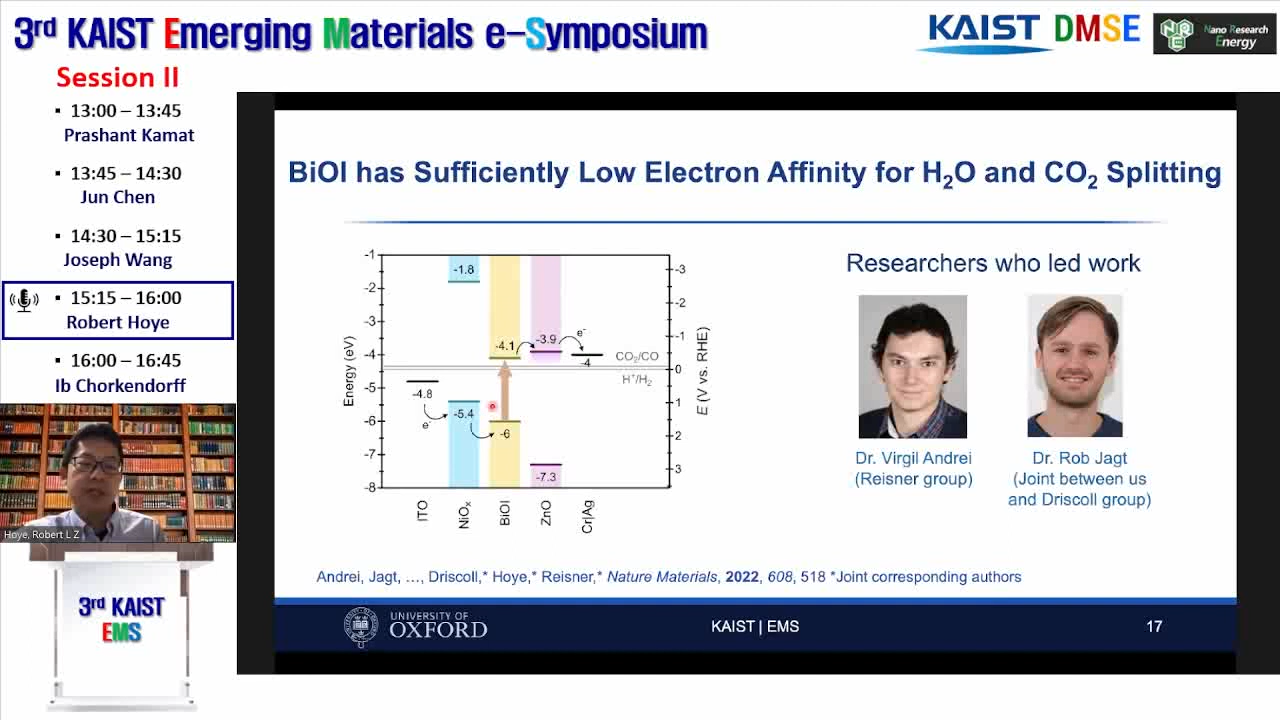 3rd KAIST Emerging Materials e-Symposium
KAIST DMSE
NRE
Nano Research
Energy
Session II
▪ 13:00 – 13:45
Prashant Kamat
▪ 13:45 – 14:30
Jun Chen
▪ 14:30 – 15:15
Joseph Wang
▪ 15:15 – 16:00
Robert Hoye
▪ 16:00 – 16:45
Ib Chorkendorff
Hoye, Robert L Z
3rd KAIST
EMS
BiOI has Sufficiently Low Electron Affinity for H2O and CO2 Splitting
Energy (eV)
-1
-2
-3
-4
-5
-6
-7
-8
-1.8
-4.1
-3.9
e-
-4
-4.8
e-
-5.4
-6
-7.3
CO2/CO
H+/H2
-3
-2
-1
0
1
2
3
E (V vs. RHE)
ITO
NiOx
BiOI
ZnO
Cr|Ag
Researchers who led work
Dr. Virgil Andrei
(Reisner group)
Dr. Rob Jagt
(Joint between us
and Driscoll group)
Andrei, Jagt, …, Driscoll,* Hoye,* Reisner,* Nature Materials, 2022, 608, 518 *Joint corresponding authors
UNIVERSITY OF
OXFORD
KAIST | EMS
17